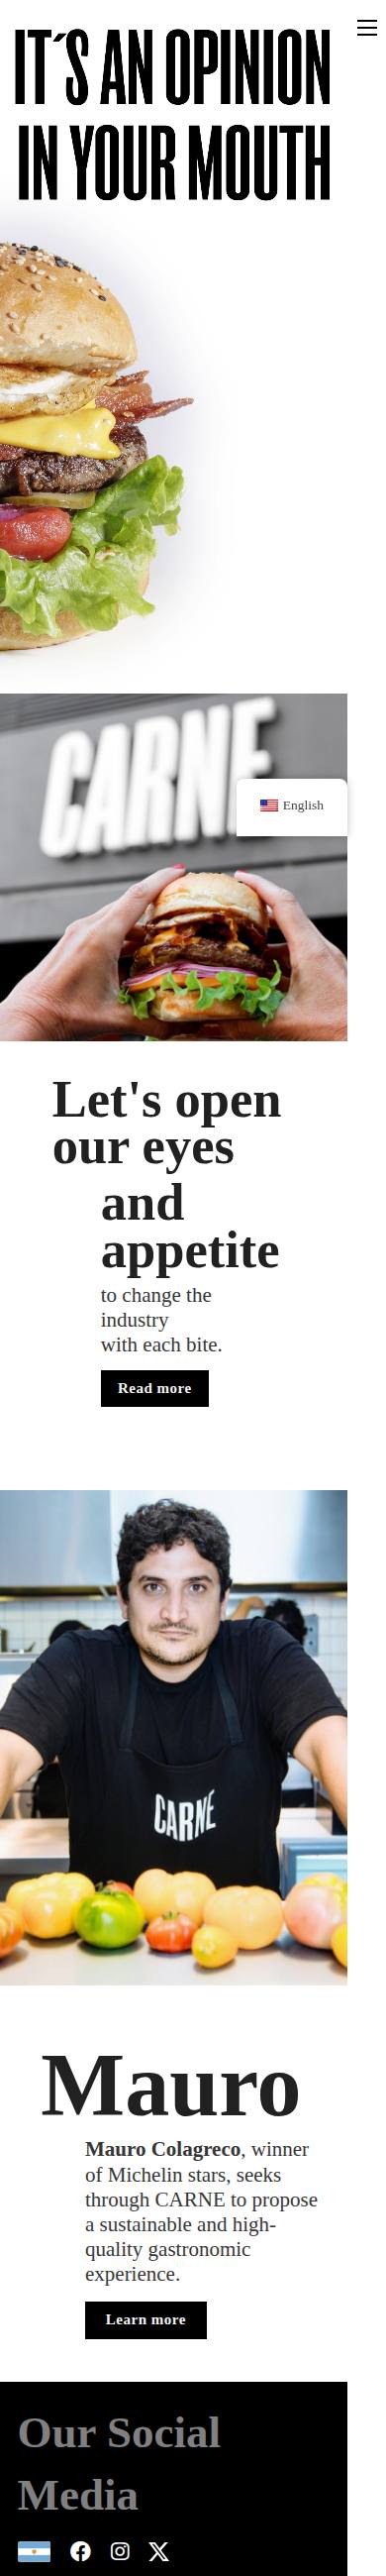 IT´S AN OPINION
IN YOUR MOUTH
CARNE
English
Let's open
our eyes
and
appetite
to change the
industry
with each bite.
Read more
CARNE
Mauro
Mauro Colagreco, winner
of Michelin stars, seeks
through CARNE to propose
a sustainable and high-
quality gastronomic
experience.
Learn more
Our Social
Media